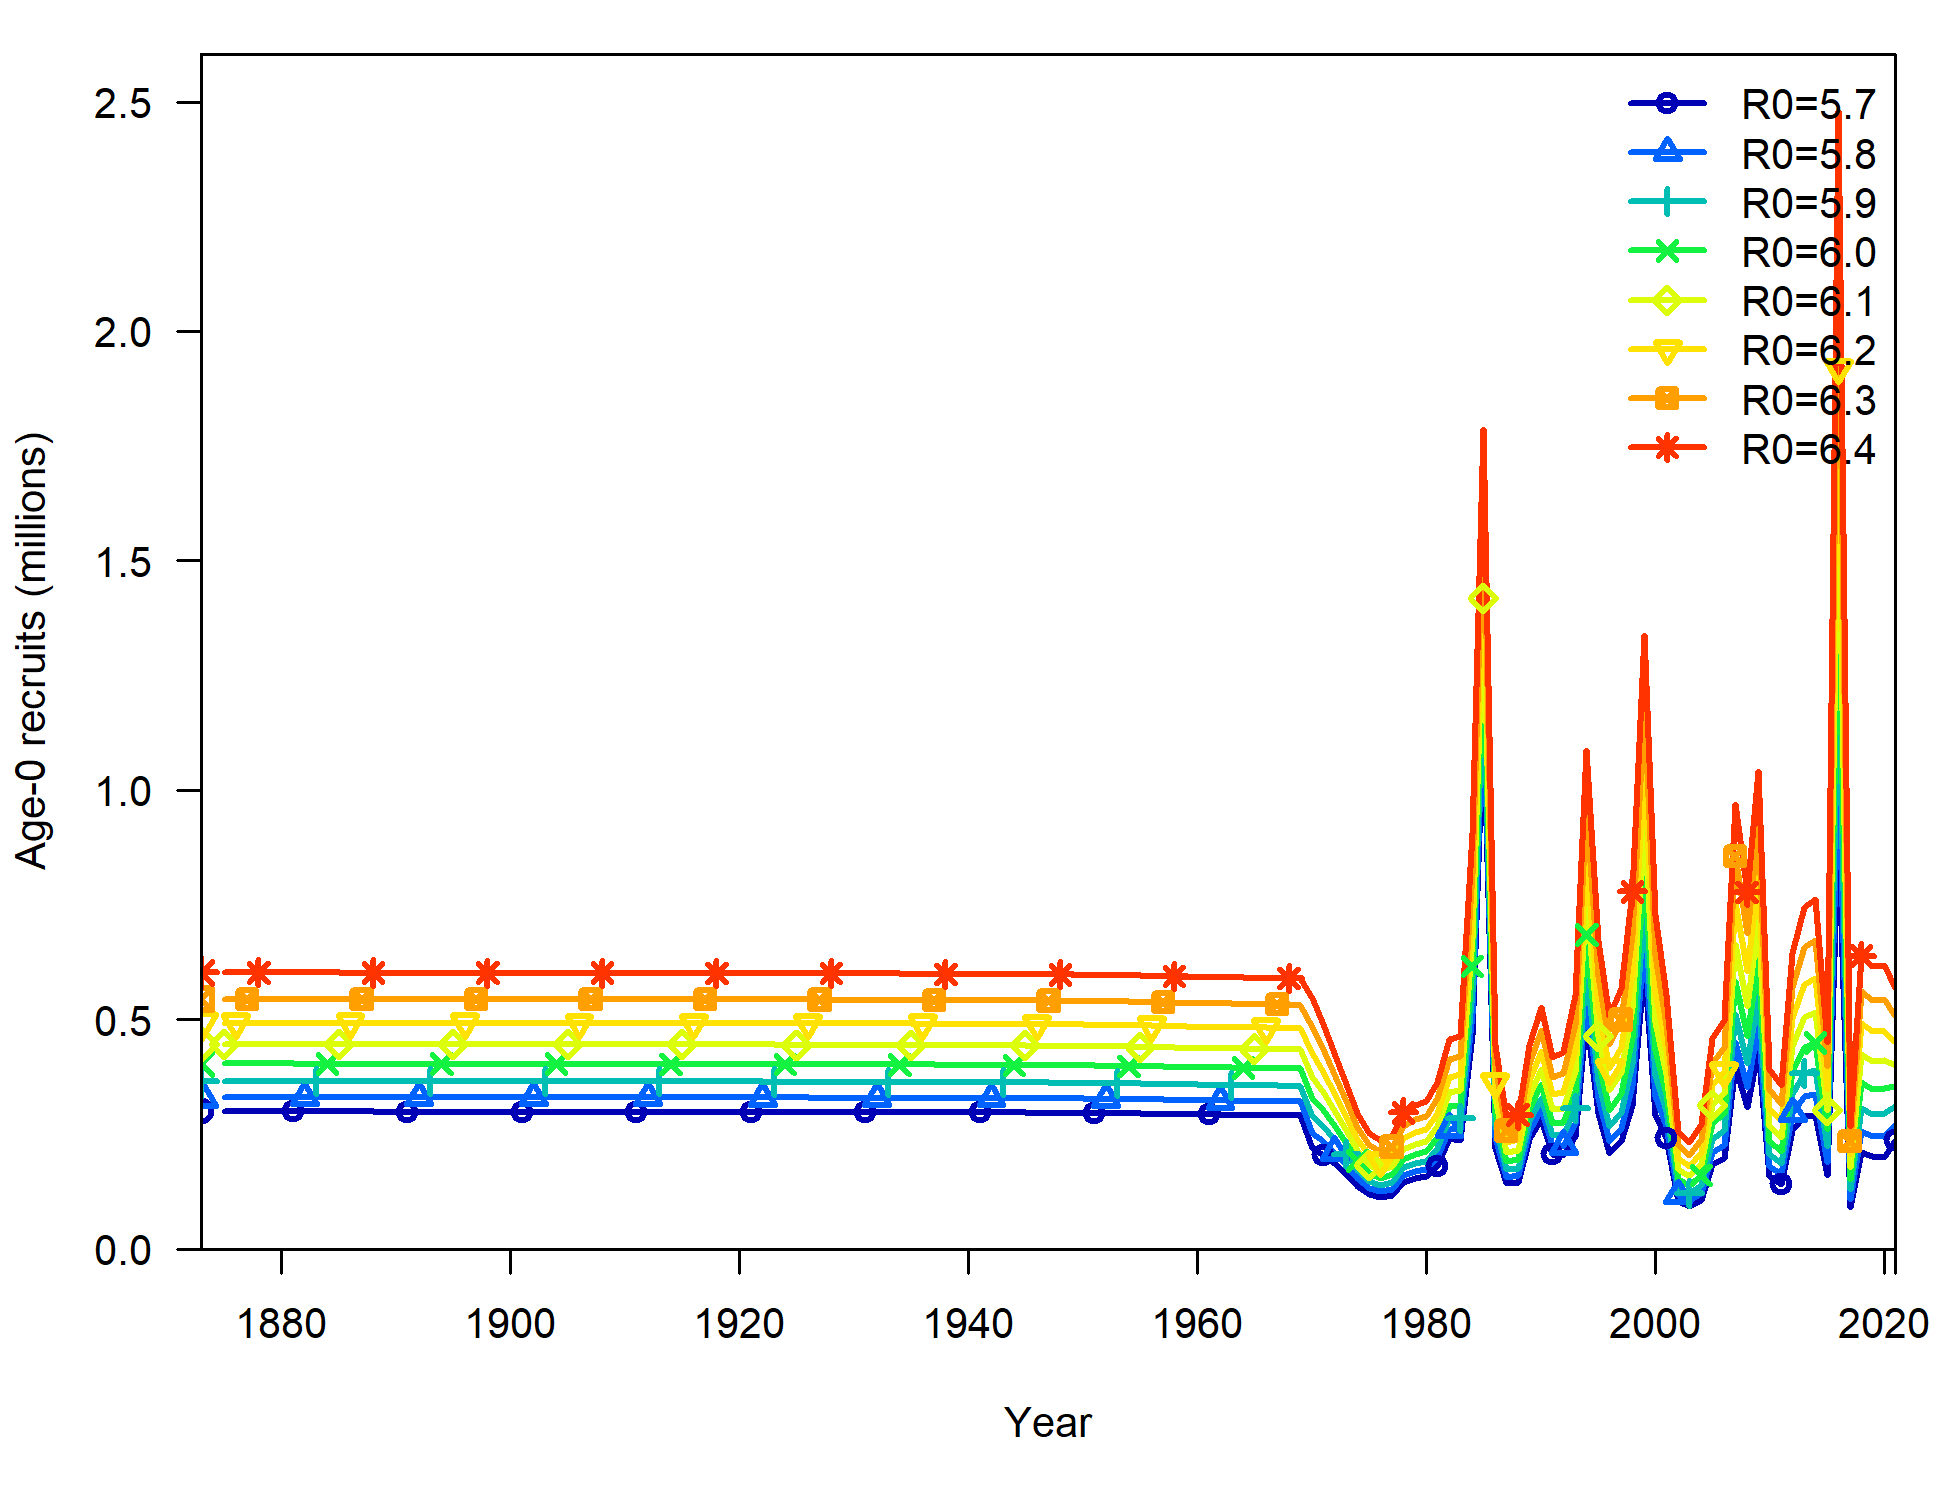 2.5
2.0
1.5
1.0
0.5
0.0
Age-0 recruits (millions)
R0=5.7
R0=5.8
R0=5.9
R0=6.0
R0=6.1
R0=6.2
R0=6.3
R0=6.4
1880 1900 1920 1940 1960 1980 2000 2020
Year